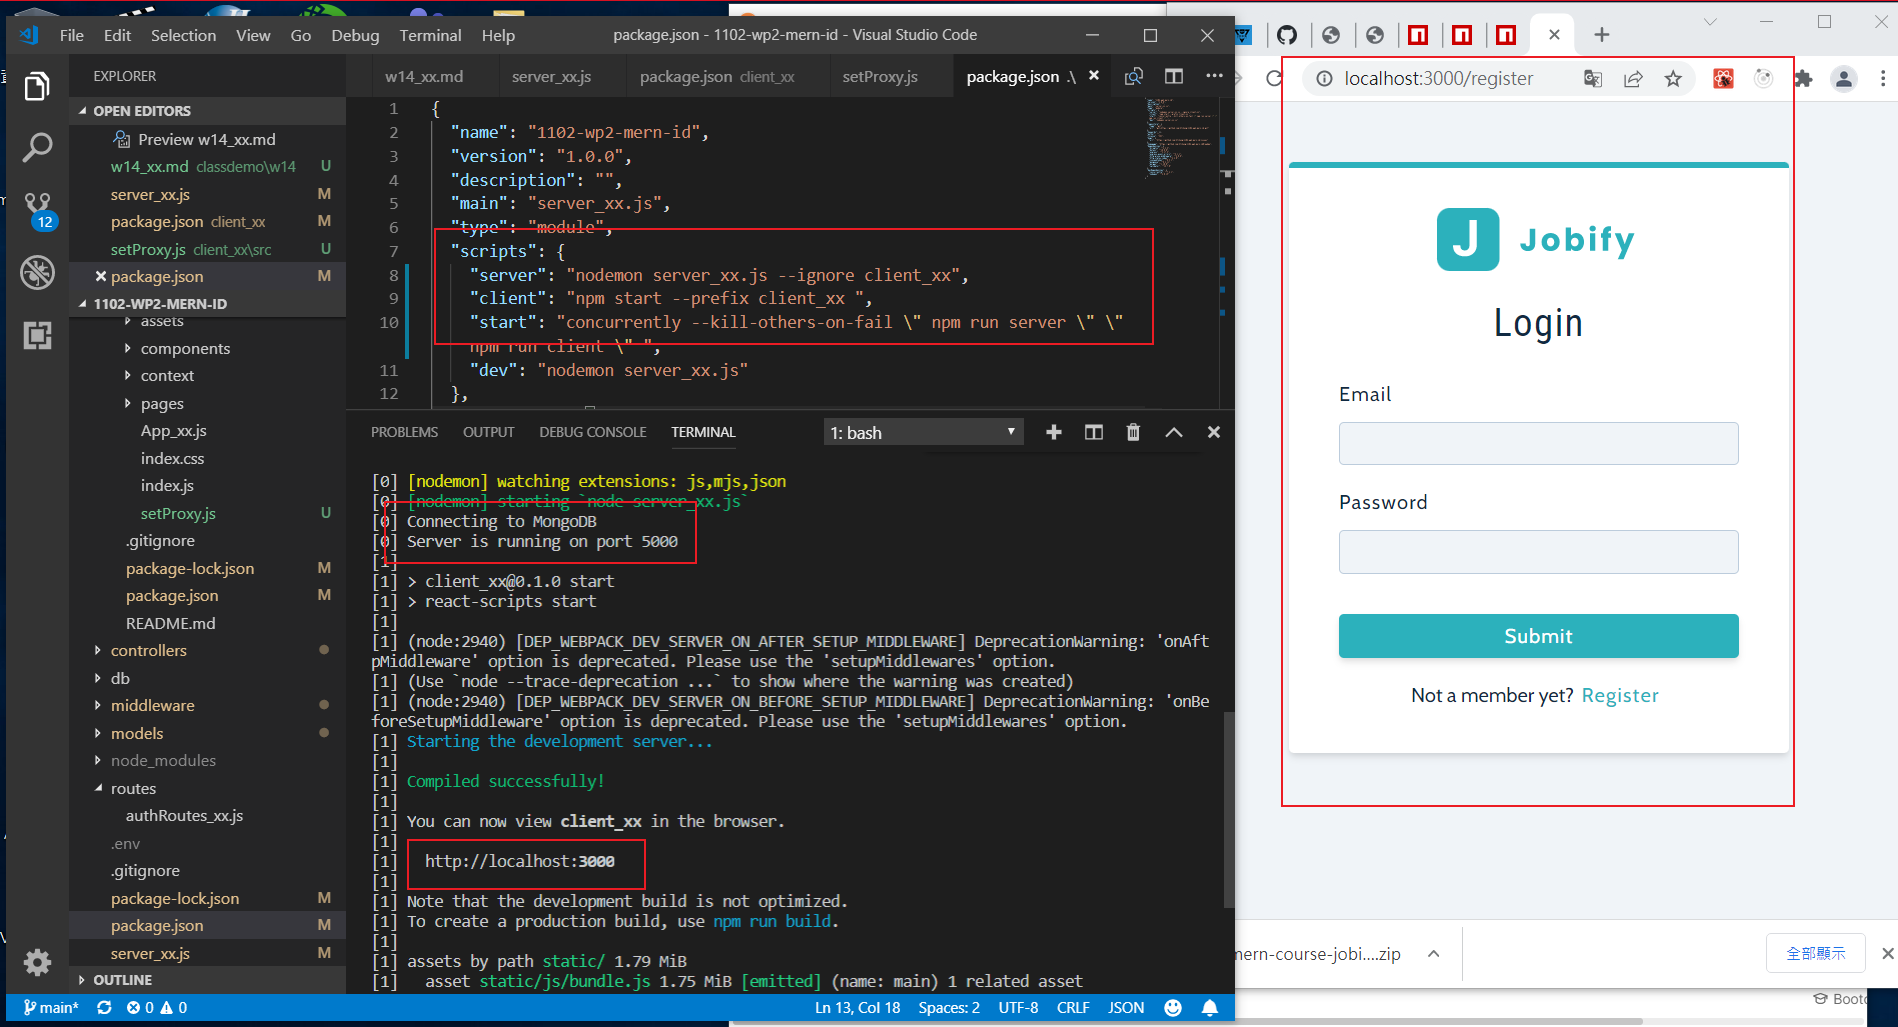 File Edit Selection View Go Debug Terminal Help
package.json - 1102-wp2-mern-id - Visual Studio Code
EXPLORER
OPEN EDITORS
Preview w14_xx.md
w14_xx.md classdemo\w14 U
server_xx.js M
package.json client_xx M
setProxy.js client_xx\src U
package.json M
1102-WP2-MERN-ID
assets
components
context
pages
App_xx.js
index.css
index.js
setProxy.js U
.gitignore
package-lock.json M
package.json M
README.md
controllers
db
middleware
models
node_modules
routes
authRoutes_xx.js
.env
.gitignore
package-lock.json M
package.json M
server_xx.js M
OUTLINE
12
w14_xx.md server_xx.js package.json client_xx setProxy.js package.json .\
1 {
2 "name": "1102-wp2-mern-id",
3 "version": "1.0.0",
4 "description": "",
5 "main": "server_xx.js",
6 "type": "module",
7 "scripts": {
8 "server": "nodemon server_xx.js --ignore client_xx",
9 "client": "npm start --prefix client_xx ",
10 "start": "concurrently --kill-others-on-fail \" npm run server \" \"
npm run client \" ",
11 "dev": "nodemon server_xx.js"
12 },
PROBLEMS OUTPUT DEBUG CONSOLE TERMINAL
1: bash
[0] [nodemon] watching extensions: js,mjs,json
[0] [nodemon] starting `node server_xx.js`
[0] Connecting to MongoDB
[0] Server is running on port 5000
[1]
[1] > client_xx@0.1.0 start
[1] > react-scripts start
[1]
[1] (node:2940) [DEP_WEBPACK_DEV_SERVER_ON_AFTER_SETUP_MIDDLEWARE] DeprecationWarning: 'onAft
pMiddleware' option is deprecated. Please use the 'setupMiddlewares' option.
[1] (Use `node --trace-deprecation ...` to show where the warning was created)
[1] (node:2940) [DEP_WEBPACK_DEV_SERVER_ON_BEFORE_SETUP_MIDDLEWARE] DeprecationWarning: 'onBe
foreSetupMiddleware' option is deprecated. Please use the 'setupMiddlewares' option.
[1] Starting the development server...
[1]
[1] Compiled successfully!
[1]
[1] You can now view client_xx in the browser.
[1]
[1] http://localhost:3000
[1]
[1] Note that the development build is not optimized.
[1] To create a production build, use npm run build.
[1]
[1] assets by path static/ 1.79 MiB
[1] asset static/js/bundle.js 1.75 MiB [emitted] (name: main) 1 related asset
main* 0 0
Ln 13, Col 18 Spaces: 2 UTF-8 CRLF JSON
localhost:3000/register
J Jobify
Login
Email
Password
Submit
Not a member yet? Register
mern-course-jobi....zip
全部顯示